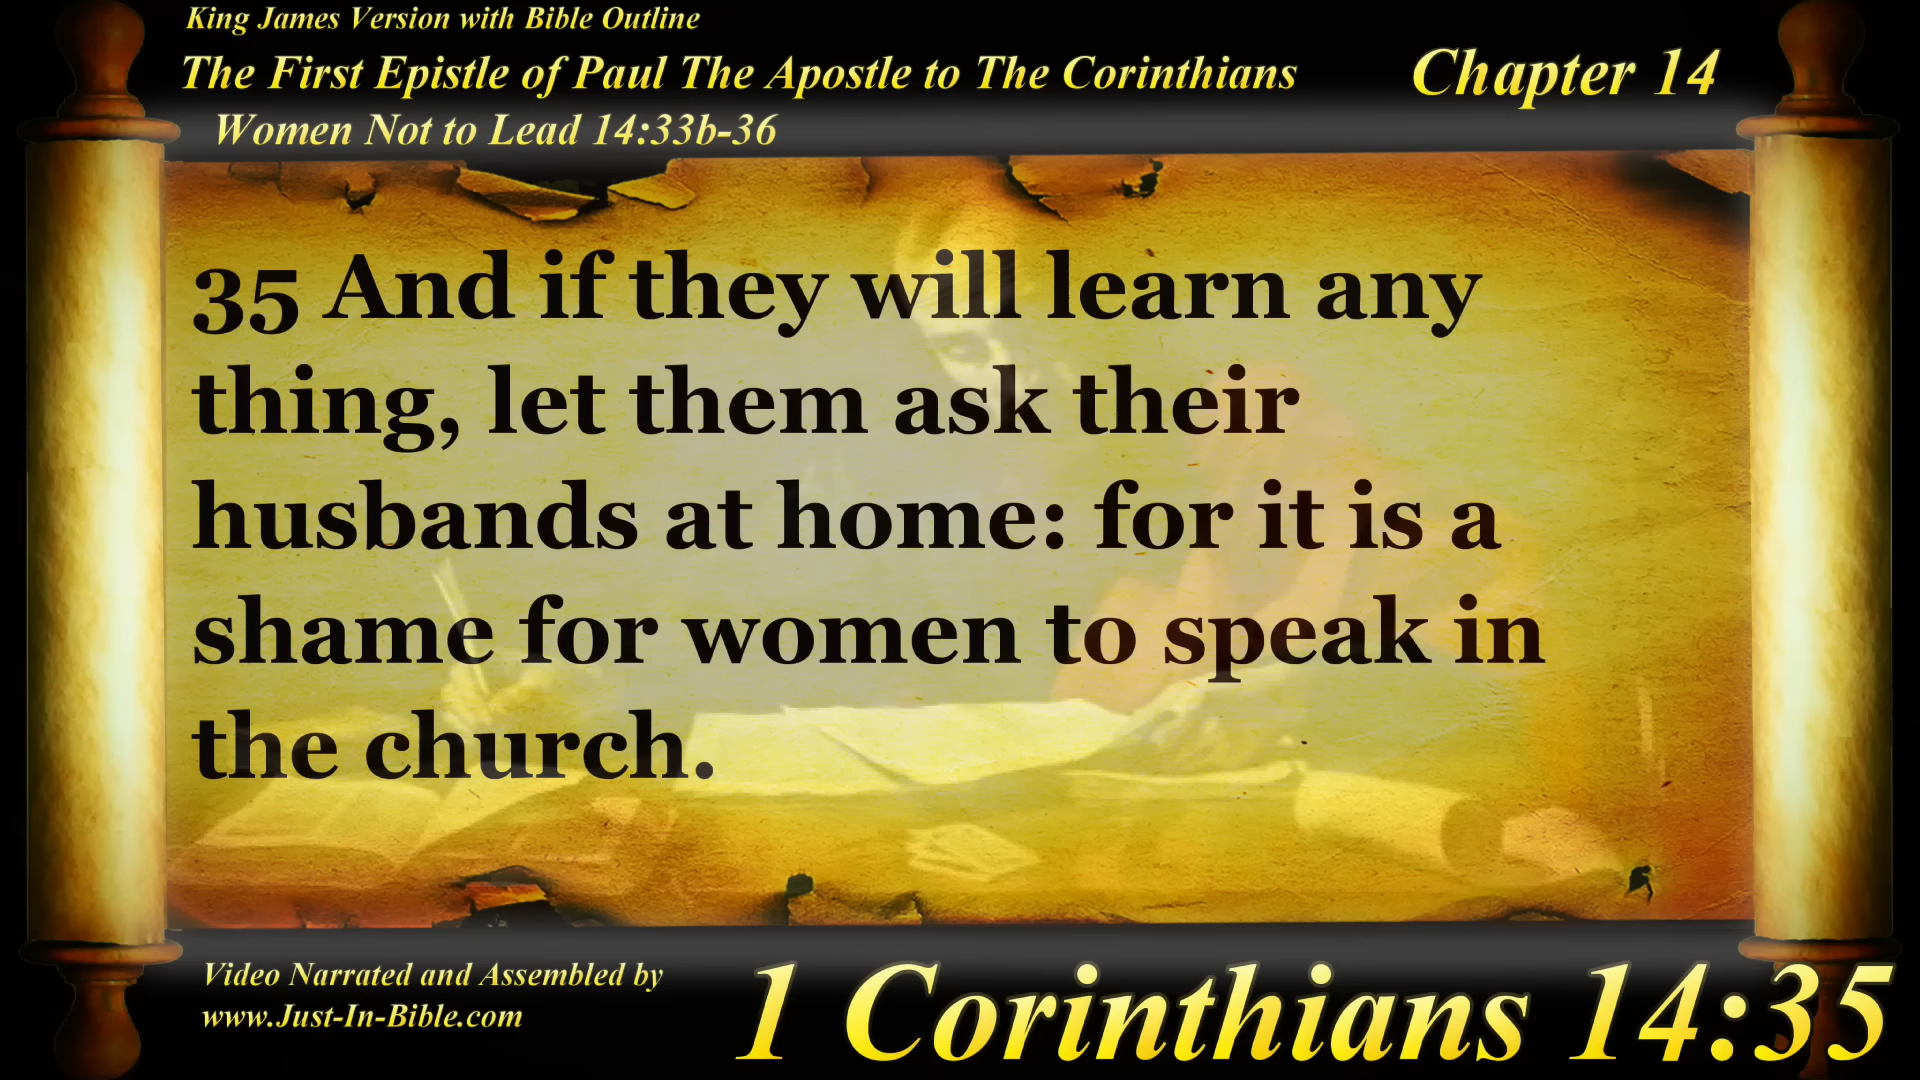 King James Version with Bible Outline
The First Epistle of Paul The Apostle to The Corinthians
Chapter 14
Women Not to Lead 14:33b-36
35 And if they will learn any
thing, let them ask their
husbands at home: for it is a
shame for women to speak in
the church.
Video Narrated and Assembled by
www.Just-In-Bible.com
1 Corinthians 14:35